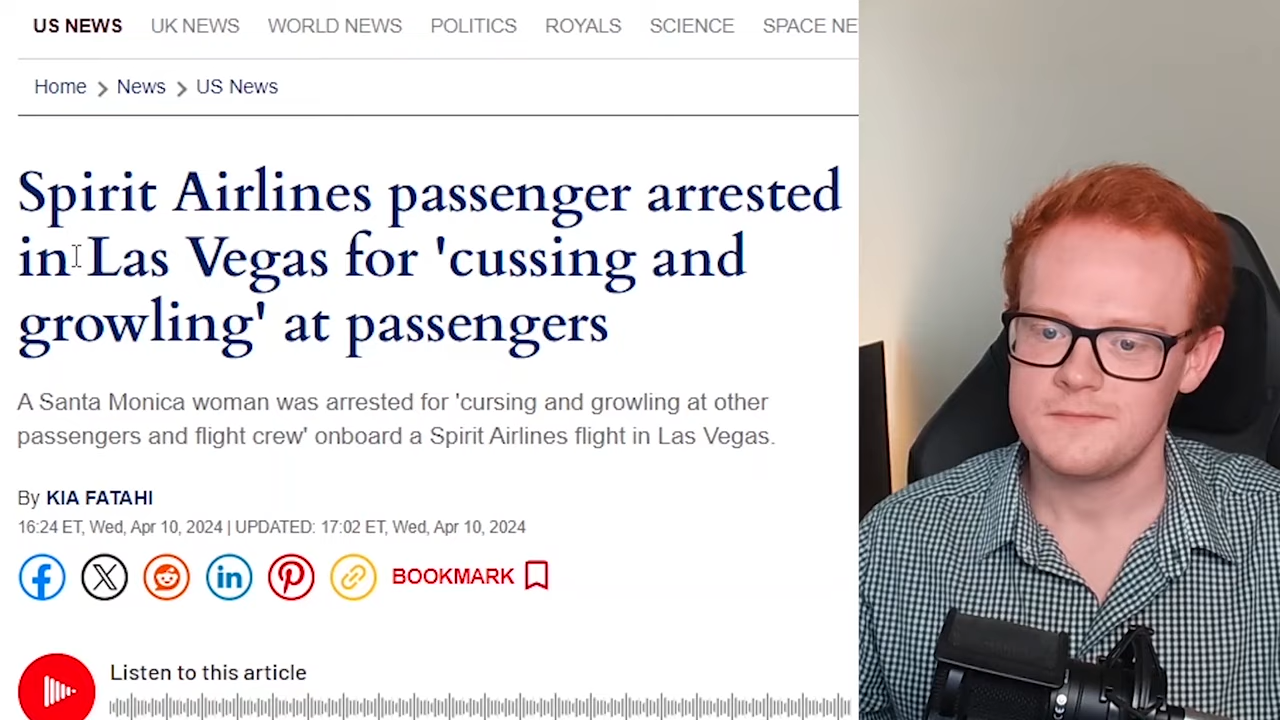 US NEWS UK NEWS WORLD NEWS POLITICS ROYALS SCIENCE SPACE NE
Home News US News
Spirit Airlines passenger arrested
in Las Vegas for 'cussing and
growling' at passengers
A Santa Monica woman was arrested for 'cursing and growling at other
passengers and flight crew' onboard a Spirit Airlines flight in Las Vegas.
By KIA FATAHI
16:24 ET, Wed, Apr 10, 2024 | UPDATED: 17:02 ET, Wed, Apr 10, 2024
BOOKMARK
Listen to this article